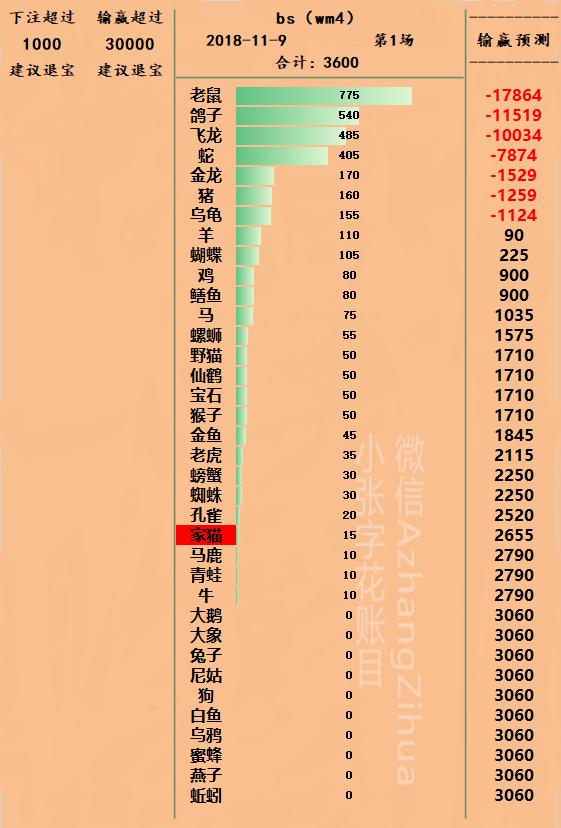 下注超过 输赢超过
1000 30000
建议退宝 建议退宝
bs（wm4）
2018-11-9 第1场
合计：3600
输赢预测
老鼠 775 -17864
鸽子 540 -11519
飞龙 485 -10034
蛇 405 -7874
金龙 170 -1529
猪 160 -1259
乌龟 155 -1124
羊 110 90
蝴蝶 105 225
鸡 80 900
鳝鱼 80 900
马 75 1035
螺蛳 55 1575
野猫 50 1710
仙鹤 50 1710
宝石 50 1710
猴子 50 1710
金鱼 45 1845
老虎 35 2115
螃蟹 30 2250
蜘蛛 30 2250
孔雀 20 2520
家猫 15 2655
马鹿 10 2790
青蛙 10 2790
牛 10 2790
大鹅 0 3060
大象 0 3060
兔子 0 3060
尼姑 0 3060
狗 0 3060
白鱼 0 3060
乌鸦 0 3060
蜜蜂 0 3060
燕子 0 3060
蚯蚓 0 3060
微信AzhangZihua
小张字花账目